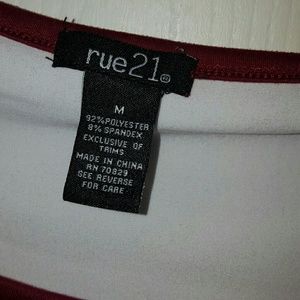 rue21®
M
92%POLYESTER
8% SPANDEX
EXCLUSIVE OF
TRIMS
MADE IN CHINA
RN 70829
SEE REVERSE
FOR CARE